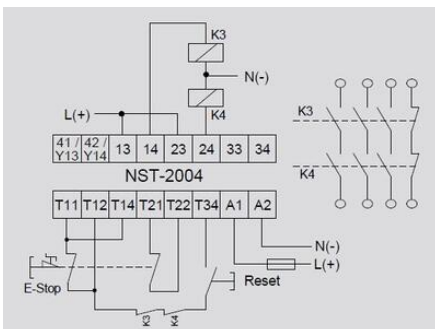 K3
N(-)
K4
L(+)
41 / Y13
42 / Y14
13
14
23
24
33
34
NST-2004
T11
T12
T14
T21
T22
T34
A1
A2
N(-)
L(+)
E-Stop
Reset
K3
K4
K3
K4